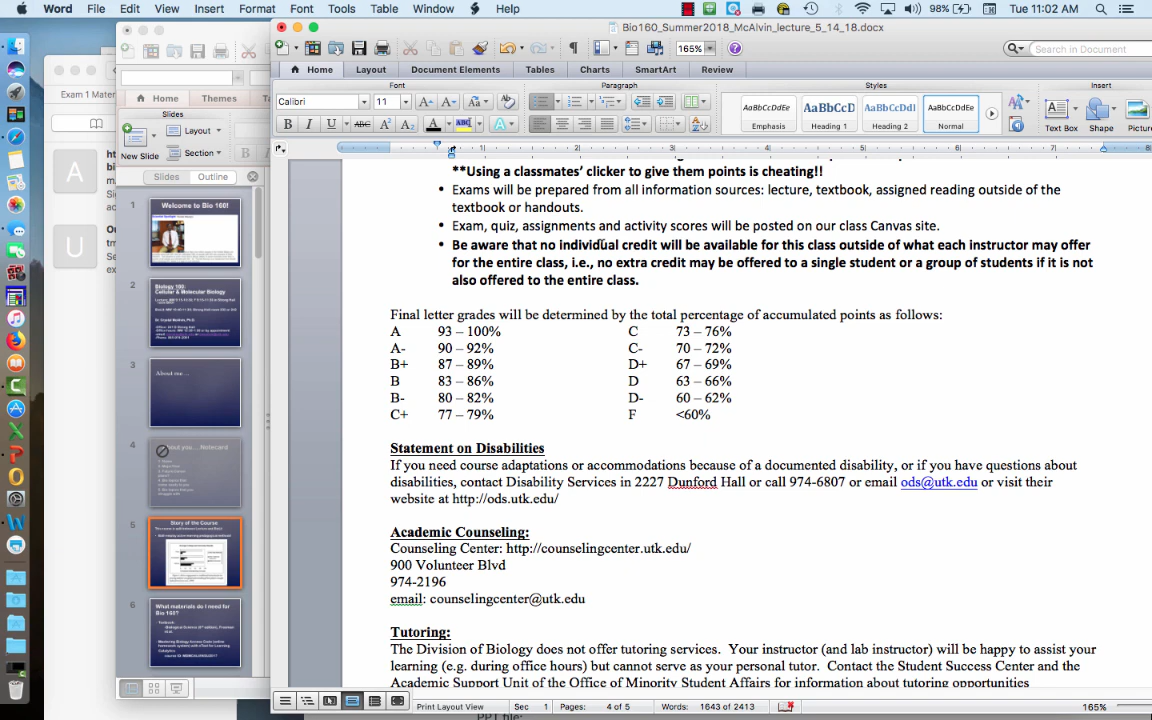 Word File Edit View Insert Format Font Tools Table Window Help 98% Tue 11:02 AM
Bio160_Summer2018_McAlvin_lecture_5_14_18.docx
165% Search in Document
Home Layout Document Elements Tables Charts SmartArt Review
Font Paragraph Styles Insert
Calibri 11
AaBbCcDdEe AaBbCcD AaBbCcDdI AaBbCcDdEe
Emphasis Heading 1 Heading 2 Normal Text Box Shape Picture
B I U ABC A² A₂ A ABC A
1 2 3 4 5 6 7 8
Exam 1 Mater
A
U
Home Themes
Slides
New Slide
Layout
Section
B
Slides Outline
1
Welcome to Bio 160!
2
Biology 160:
Cellular & Molecular Biology
3
About me…
4
5
Story of the Course
6
What materials do I need for
Bio 160?
**Using a classmates’ clicker to give them points is cheating!!
• Exams will be prepared from all information sources: lecture, textbook, assigned reading outside of the
textbook or handouts.
• Exam, quiz, assignments and activity scores will be posted on our class Canvas site.
• Be aware that no individual credit will be available for this class outside of what each instructor may offer
for the entire class, i.e., no extra credit may be offered to a single student or a group of students if it is not
also offered to the entire class.
Final letter grades will be determined by the total percentage of accumulated points as follows:
A 93 – 100% C 73 – 76%
A- 90 – 92% C- 70 – 72%
B+ 87 – 89% D+ 67 – 69%
B 83 – 86% D 63 – 66%
B- 80 – 82% D- 60 – 62%
C+ 77 – 79% F <60%
Statement on Disabilities
If you need course adaptations or accommodations because of a documented disability, or if you have questions about
disabilities, contact Disability Services in 2227 Dunford Hall or call 974-6807 or email ods@utk.edu or visit their
website at http://ods.utk.edu/
Academic Counseling:
Counseling Center: http://counselingcenter.utk.edu/
900 Volunteer Blvd
974-2196
email: counselingcenter@utk.edu
Tutoring:
The Division of Biology does not offer tutoring services. Your instructor (and lab instructor) will be happy to assist your
learning (e.g. during office hours) but cannot serve as your personal tutor. Contact the Student Success Center and the
Academic Support Unit of the Office of Minority Student Affairs for information about tutoring opportunities
Print Layout View Sec 1 Pages: 4 of 5 Words: 1643 of 2413 165%
PPT file: